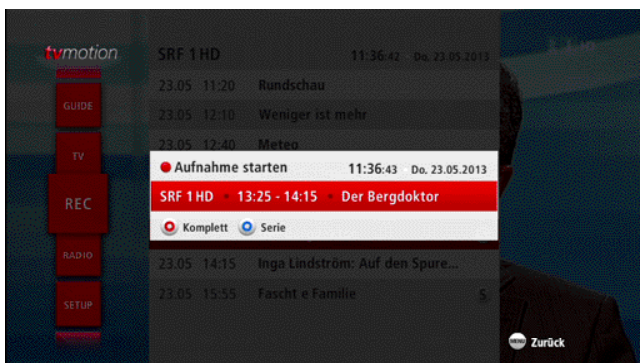 tvmotion
GUIDE
TV
REC
RADIO
SETUP
SRF 1 HD 11:36:42 Do. 23.05.2013
23.05 11:20 Rundschau
23.05 12:10 Weniger ist mehr
23.05 12:40 Meteo
Aufnahme starten 11:36:43 Do. 23.05.2013
SRF 1 HD 13:25 - 14:15 Der Bergdoktor
Komplett Serie
23.05 14:15 Inga Lindström: Auf den Spure...
23.05 15:55 Fascht e Familie S
MENU Zurück